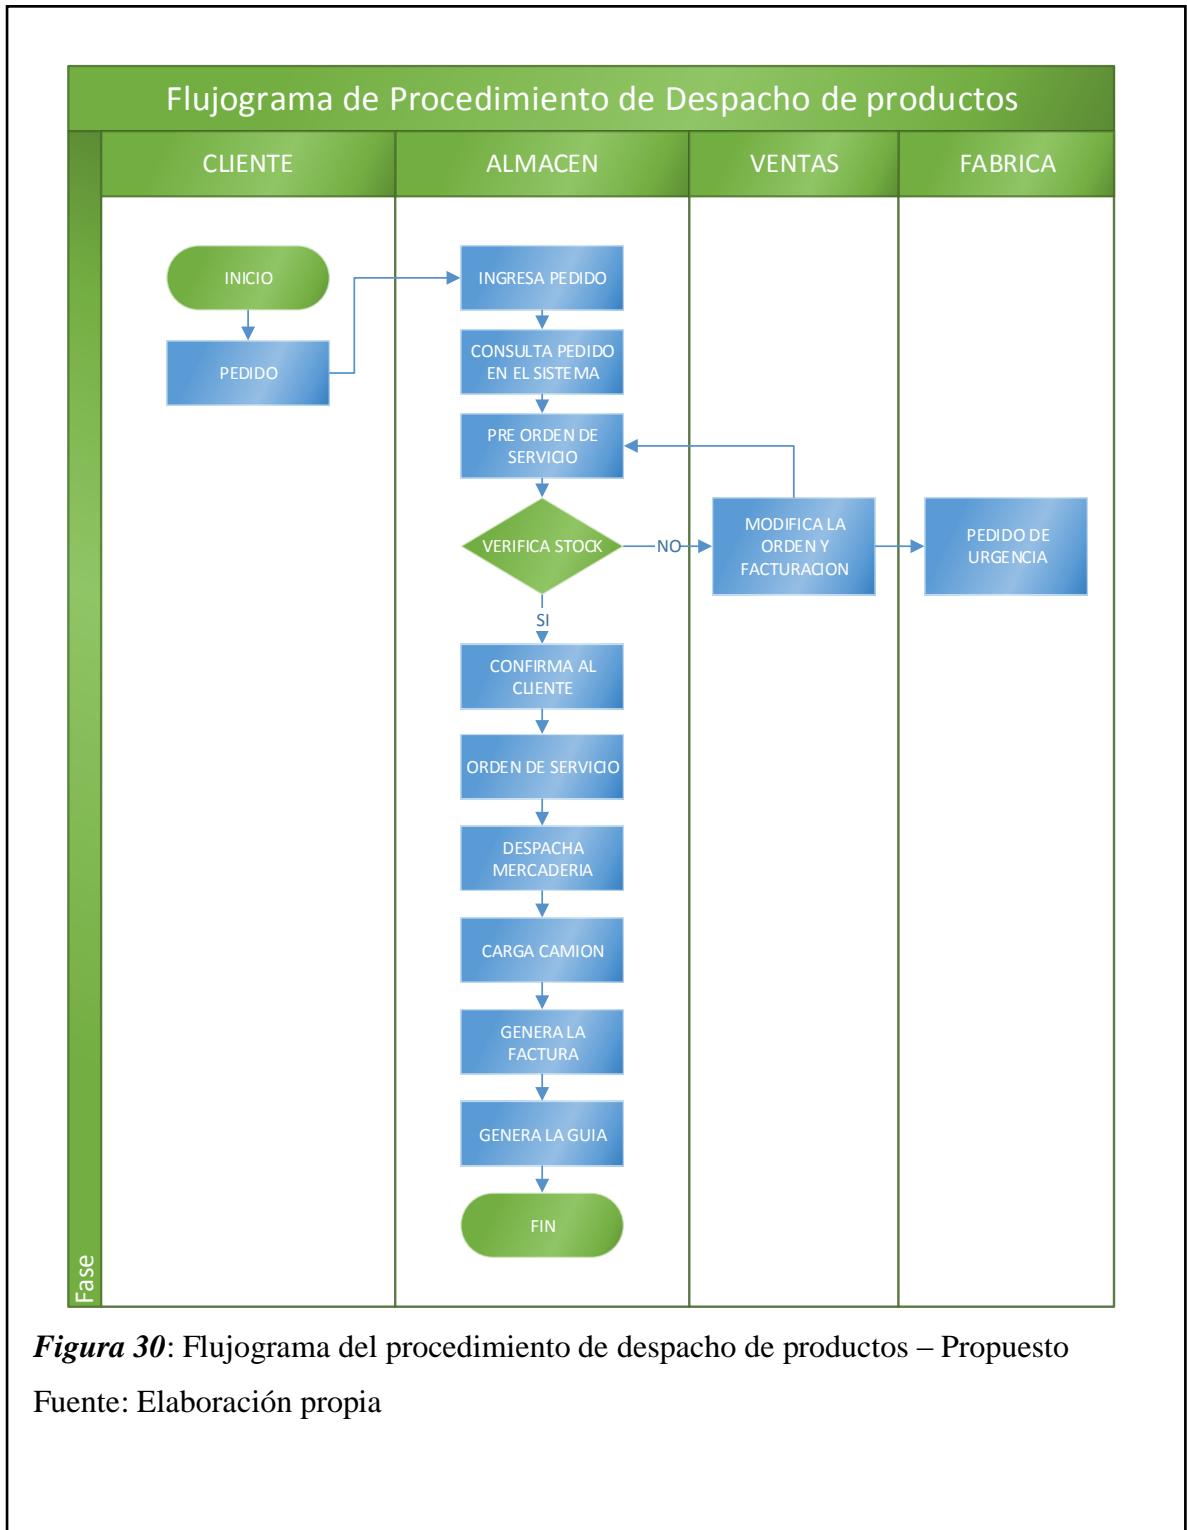 Flujograma de Procedimiento de Despacho de productos
CLIENTE
ALMACEN
VENTAS
FABRICA
INICIO
PEDIDO
INGRESA PEDIDO
CONSULTA PEDIDO
EN EL SISTEMA
PRE ORDEN DE
SERVICIO
VERIFICA STOCK
NO
MODIFICA LA
ORDEN Y
FACTURACION
PEDIDO DE
URGENCIA
SI
CONFIRMA AL
CLIENTE
ORDEN DE SERVICIO
DESPACHA
MERCADERIA
CARGA CAMION
GENERA LA
FACTURA
GENERA LA GUIA
FIN
Fase
Figura 30: Flujograma del procedimiento de despacho de productos – Propuesto
Fuente: Elaboración propia